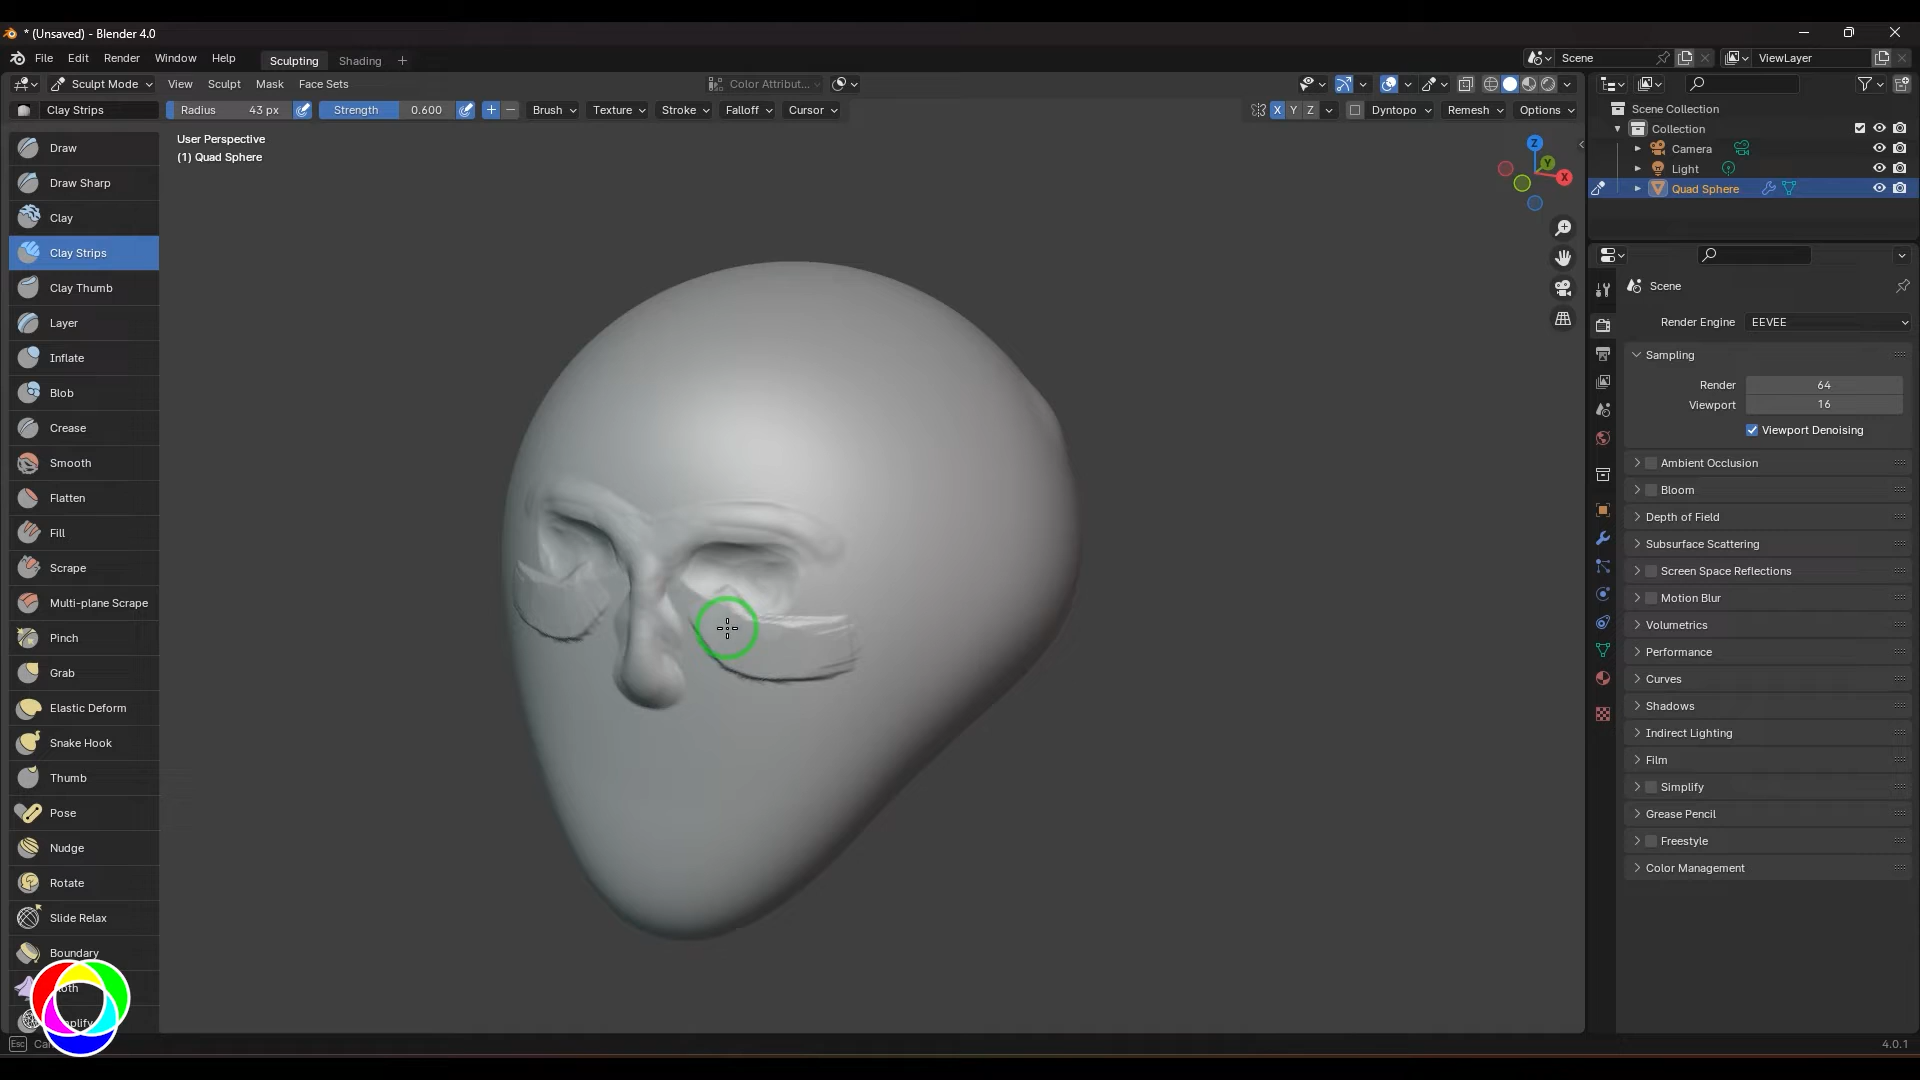 * (Unsaved) - Blender 4.0
File Edit Render Window Help Sculpting Shading + Scene ViewLayer
Sculpt Mode View Sculpt Mask Face Sets Color Attribut...
Clay Strips Radius 43 px Strength 0.600 Brush Texture Stroke Falloff Cursor X Y Z Dyntopo Remesh Options
User Perspective
(1) Quad Sphere
Z
Y
X
Draw
Draw Sharp
Clay
Clay Strips
Clay Thumb
Layer
Inflate
Blob
Crease
Smooth
Flatten
Fill
Scrape
Multi-plane Scrape
Pinch
Grab
Elastic Deform
Snake Hook
Thumb
Pose
Nudge
Rotate
Slide Relax
Boundary
Esc
Scene Collection
Collection
Camera
Light
Quad Sphere
Scene
Render Engine EEVEE
Sampling
Render 64
Viewport 16
Viewport Denoising
Ambient Occlusion
Bloom
Depth of Field
Subsurface Scattering
Screen Space Reflections
Motion Blur
Volumetrics
Performance
Curves
Shadows
Indirect Lighting
Film
Simplify
Grease Pencil
Freestyle
Color Management
4.0.1